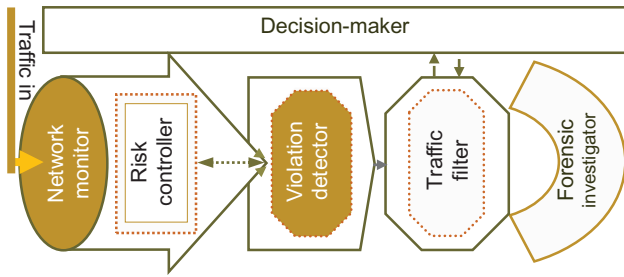 Decision-maker
Traffic in
Network
monitor
Risk
controller
Violation
detector
Traffic
filter
Forensic
investigator